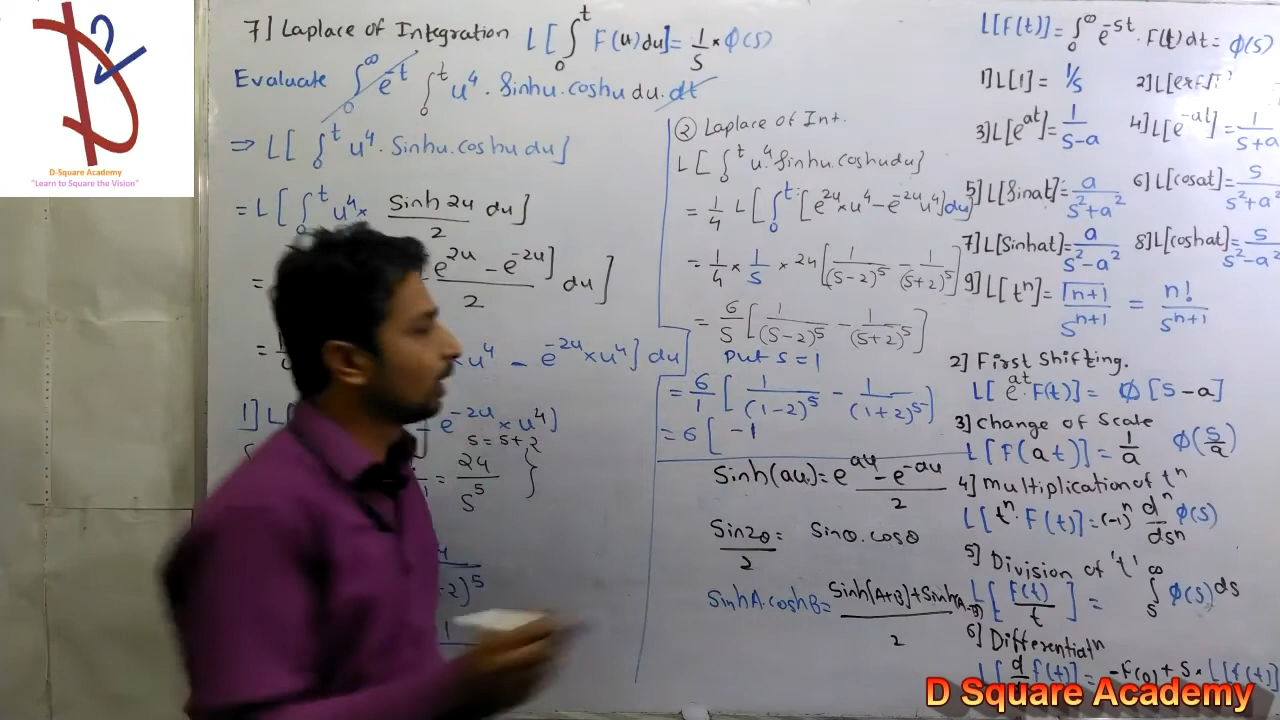 D-Square Academy
"Learn to Square the Vision"
7] Laplace of Integration L[∫₀ᵗ F(u) du] = 1/s × φ(s)
Evaluate ∫₀^∞ e^-t ∫₀ᵗ u⁴ . Sinhu . coshu du . dt
⇒ L[∫₀ᵗ u⁴ . Sinhu . coshu du]
= L[∫₀ᵗ u⁴ × Sinh2u/2 du]
= e^2u - e^-2u]/2 du]
= × u⁴ - e^-2u × u⁴] du
1] L[ e^-2u × u⁴]
s = s + 2
= 24/s⁵ }
-2)⁵
1
② Laplace of Int.
L[∫₀ᵗ u⁴ . Sinhu . coshu du]
= 1/4 L[∫₀ᵗ [e^2u × u⁴ - e^-2u u⁴] du]
= 1/4 × 1/s × 24 [1/(s-2)⁵ - 1/(s+2)⁵]
= 6/s [1/(s-2)⁵ - 1/(s+2)⁵]
Put s = 1
= 6/1 [1/(1-2)⁵ - 1/(1+2)⁵]
= 6 [ -1
Sinh(au) = e^au - e^-au / 2
Sin2θ/2 = Sinθ . cosθ
SinhA . coshB = Sinh(A+B) + Sinh(A-B) / 2
L[f(t)] = ∫₀^∞ e^-st . F(t) dt = φ(s)
1] L[1] = 1/s 2] L[erf√T
3] L[e^at] = 1/s-a 4] L[e^-at] = 1/s+a
5] L[Sinat] = a/s²+a² 6] L[cosat] = s/s²+a²
7] L[Sinhat] = a/s²-a² 8] L[coshat] = s/s²-a²
9] L[tⁿ] = Γn+1/s^n+1 = n!/s^n+1
2] First Shifting.
L[e^at . F(t)] = φ[s-a]
3] change of Scale
L[F(at)] = 1/a φ(s/a)
4] multiplication of tⁿ
L[tⁿ . F(t)] = (-1)ⁿ dⁿ/dsⁿ φ(s)
5] Division of 't'
L[F(t)/t] = ∫ₛ^∞ φ(s) ds
6] Differentiatⁿ
L[d/ f(t)] = -F(0) + s × L[f(t)]
D Square Academy